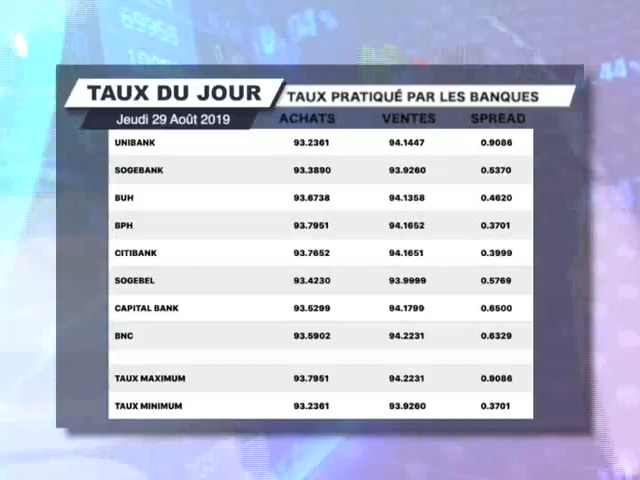 TAUX DU JOUR
TAUX PRATIQUÉ PAR LES BANQUES
Jeudi 29 Août 2019 ACHATS VENTES SPREAD
UNIBANK 93.2361 94.1447 0.9086
SOGEBANK 93.3890 93.9260 0.5370
BUH 93.6738 94.1358 0.4620
BPH 93.7951 94.1652 0.3701
CITIBANK 93.7652 94.1651 0.3999
SOGEBEL 93.4230 93.9999 0.5769
CAPITAL BANK 93.5299 94.1799 0.6500
BNC 93.5902 94.2231 0.6329
TAUX MAXIMUM 93.7951 94.2231 0.9086
TAUX MINIMUM 93.2361 93.9260 0.3701